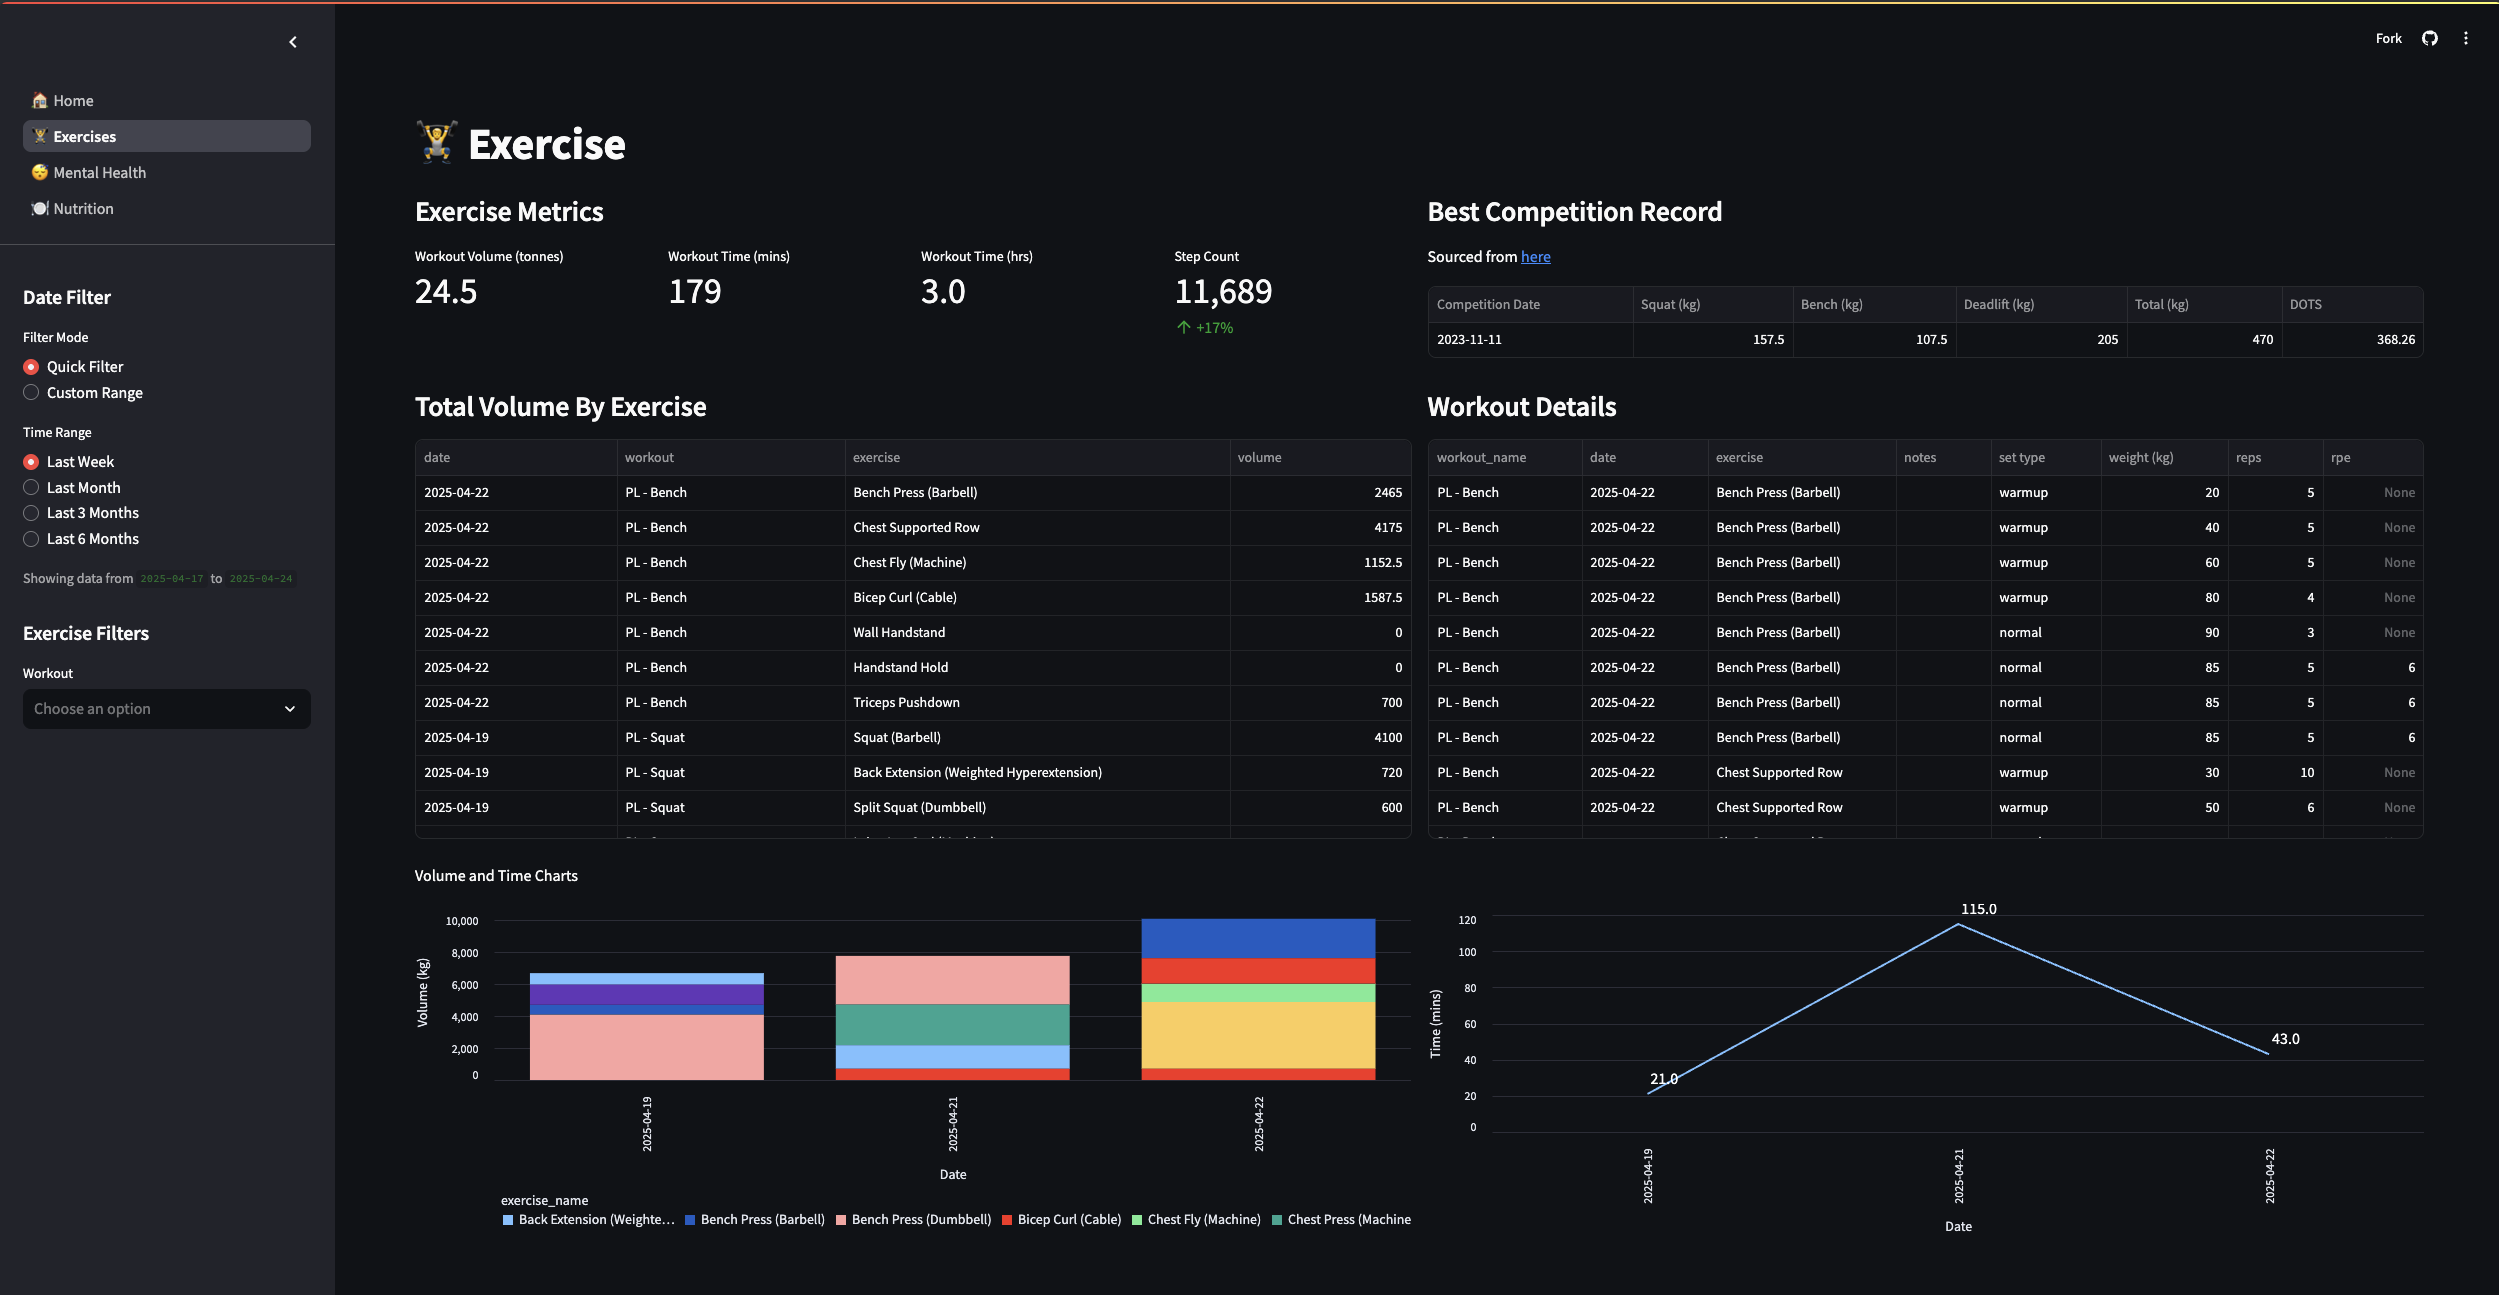 Fork
🏠 Home
🏋️ Exercises
😴 Mental Health
🍽️ Nutrition
Date Filter
Filter Mode
Quick Filter
Custom Range
Time Range
Last Week
Last Month
Last 3 Months
Last 6 Months
Showing data from 2025-04-17 to 2025-04-24
Exercise Filters
Workout
Choose an option
🏋️ Exercise
Exercise Metrics
Workout Volume (tonnes) Workout Time (mins) Workout Time (hrs) Step Count
24.5 179 3.0 11,689
+17%
Best Competition Record
Sourced from here
Competition Date Squat (kg) Bench (kg) Deadlift (kg) Total (kg) DOTS
2023-11-11 157.5 107.5 205 470 368.26
Total Volume By Exercise
date workout exercise volume
2025-04-22 PL - Bench Bench Press (Barbell) 2465
2025-04-22 PL - Bench Chest Supported Row 4175
2025-04-22 PL - Bench Chest Fly (Machine) 1152.5
2025-04-22 PL - Bench Bicep Curl (Cable) 1587.5
2025-04-22 PL - Bench Wall Handstand 0
2025-04-22 PL - Bench Handstand Hold 0
2025-04-22 PL - Bench Triceps Pushdown 700
2025-04-19 PL - Squat Squat (Barbell) 4100
2025-04-19 PL - Squat Back Extension (Weighted Hyperextension) 720
2025-04-19 PL - Squat Split Squat (Dumbbell) 600
Workout Details
workout_name date exercise notes set type weight (kg) reps rpe
PL - Bench 2025-04-22 Bench Press (Barbell) warmup 20 5 None
PL - Bench 2025-04-22 Bench Press (Barbell) warmup 40 5 None
PL - Bench 2025-04-22 Bench Press (Barbell) warmup 60 5 None
PL - Bench 2025-04-22 Bench Press (Barbell) warmup 80 4 None
PL - Bench 2025-04-22 Bench Press (Barbell) normal 90 3 None
PL - Bench 2025-04-22 Bench Press (Barbell) normal 85 5 6
PL - Bench 2025-04-22 Bench Press (Barbell) normal 85 5 6
PL - Bench 2025-04-22 Bench Press (Barbell) normal 85 5 6
PL - Bench 2025-04-22 Chest Supported Row warmup 30 10 None
PL - Bench 2025-04-22 Chest Supported Row warmup 50 6 None
Volume and Time Charts
Volume (kg)
10,000
8,000
6,000
4,000
2,000
0
2025-04-19 2025-04-21 2025-04-22
Date
exercise_name
Back Extension (Weighte… Bench Press (Barbell) Bench Press (Dumbbell) Bicep Curl (Cable) Chest Fly (Machine) Chest Press (Machine
Time (mins)
120
100
80
60
40
20
0
21.0
115.0
43.0
2025-04-19 2025-04-21 2025-04-22
Date